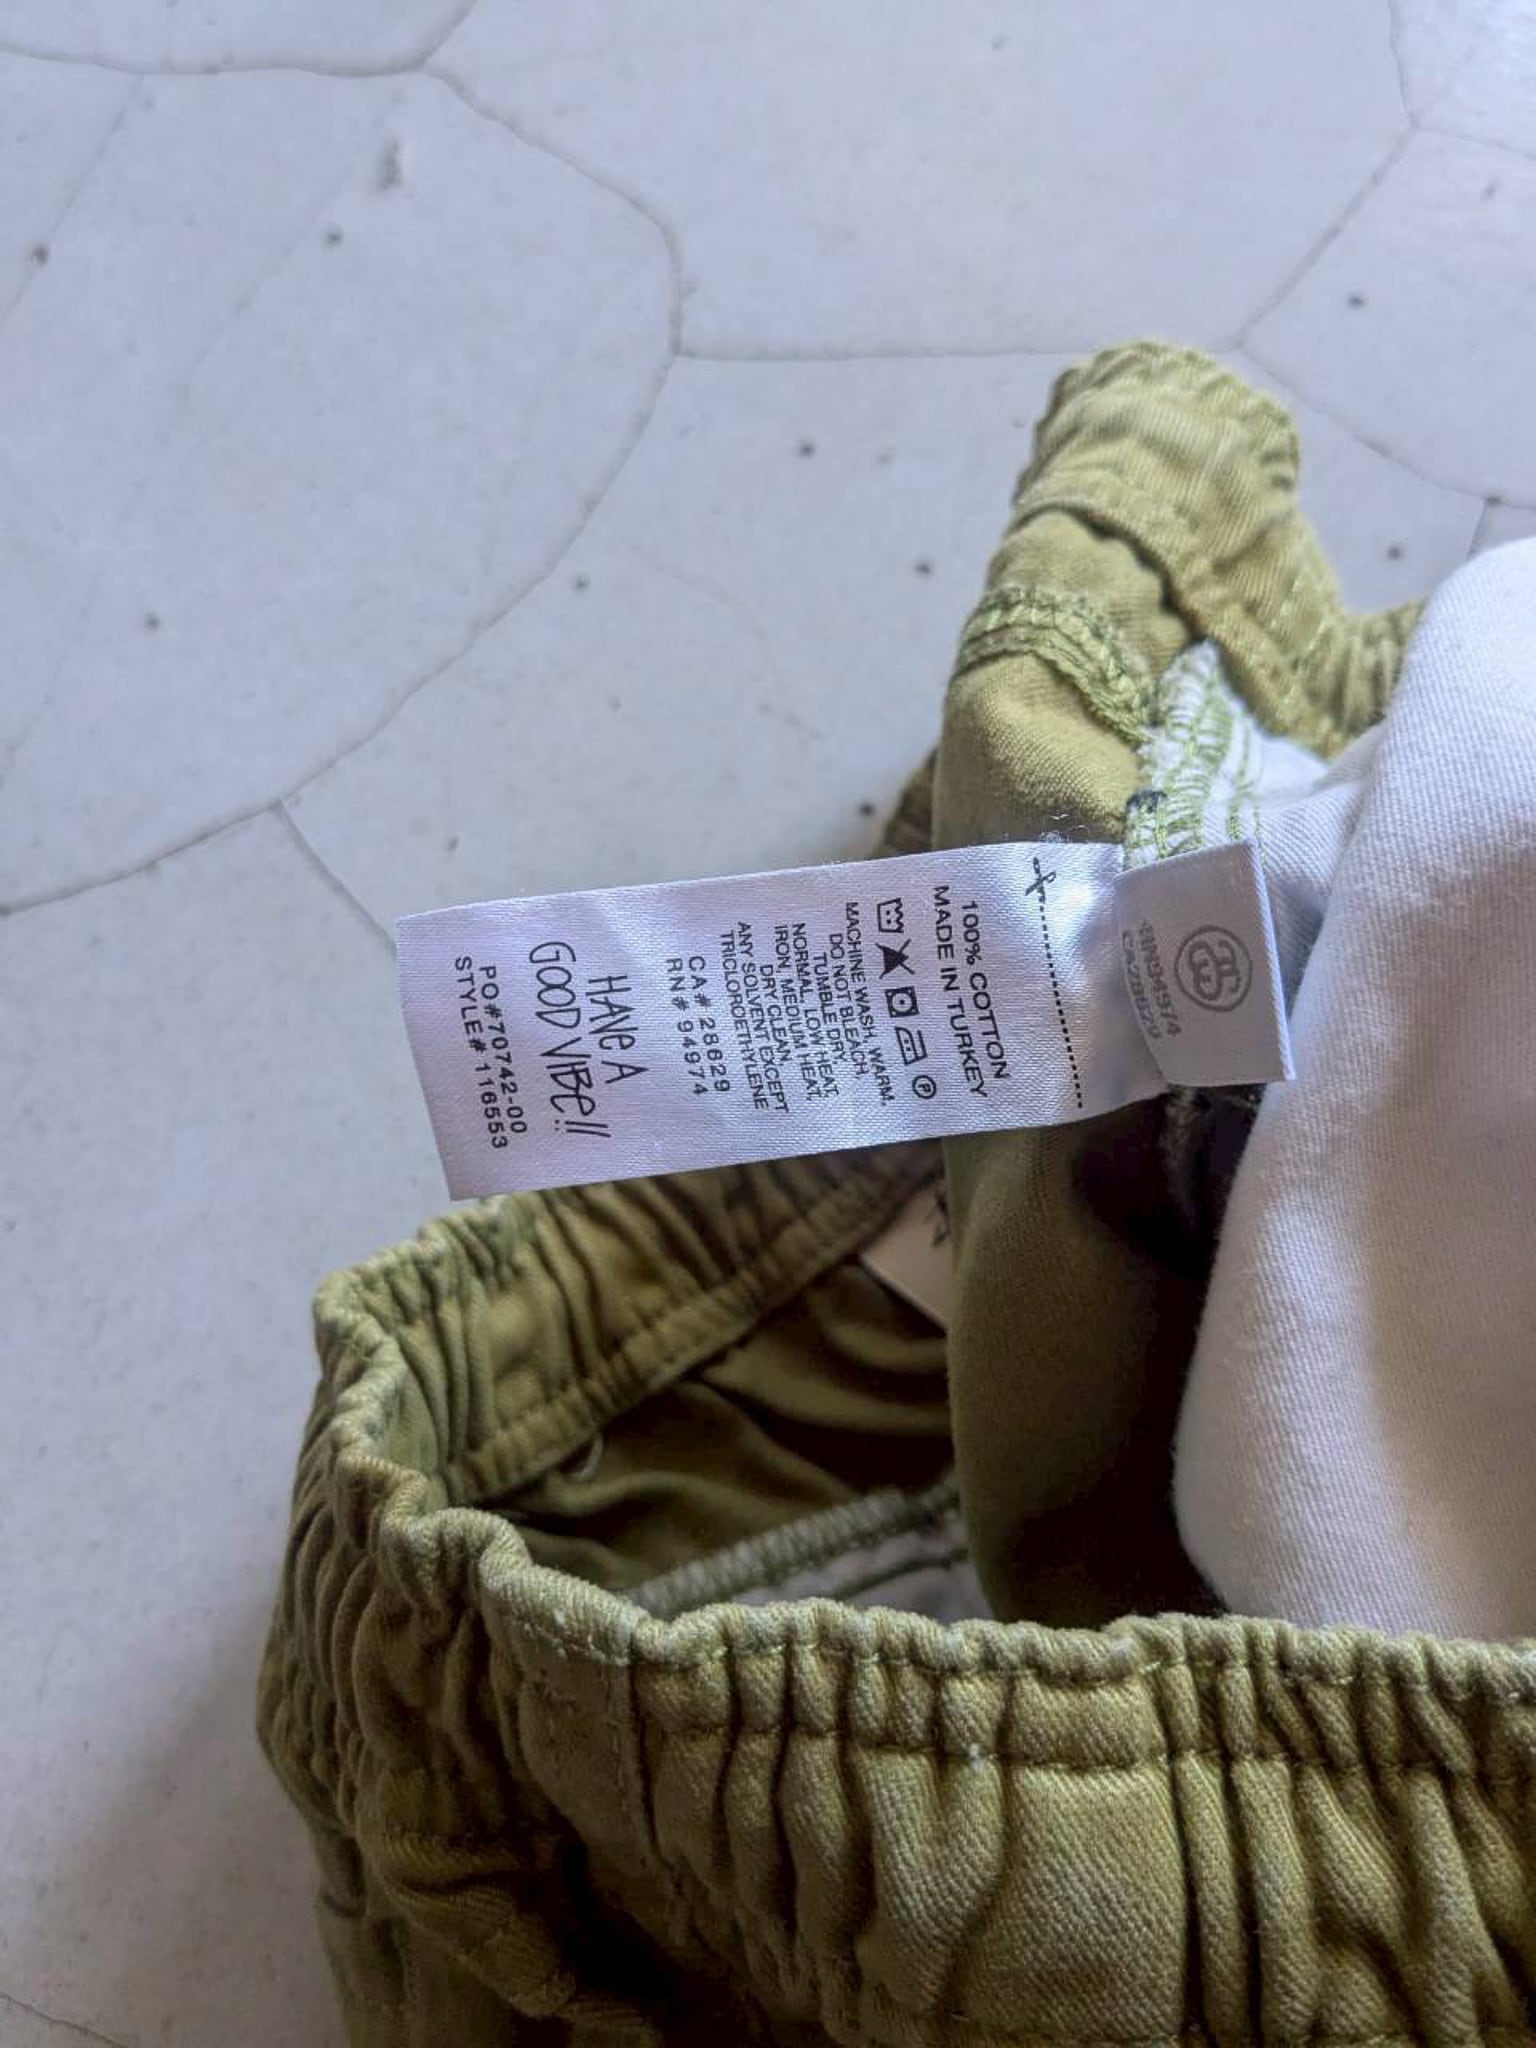 100% COTTON
MADE IN TURKEY
P
MACHINE WASH, WARM.
DO NOT BLEACH,
TUMBLE DRY,
NORMAL, LOW HEAT,
IRON, MEDIUM HEAT,
DRY CLEAN,
ANY SOLVENT EXCEPT
TRICLOROETHYLENE
CA# 28629
RN# 94974
HAVE A
GOOD VIBE!!
PO#70742-00
STYLE# 116553
RN94974